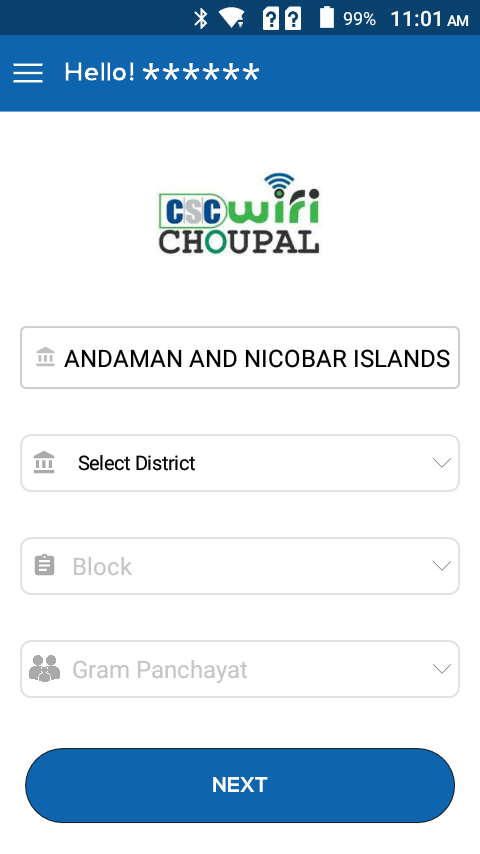 99% 11:01 AM
Hello! ******
CSC wifi
CHOUPAL
ANDAMAN AND NICOBAR ISLANDS
Select District
Block
Gram Panchayat
NEXT